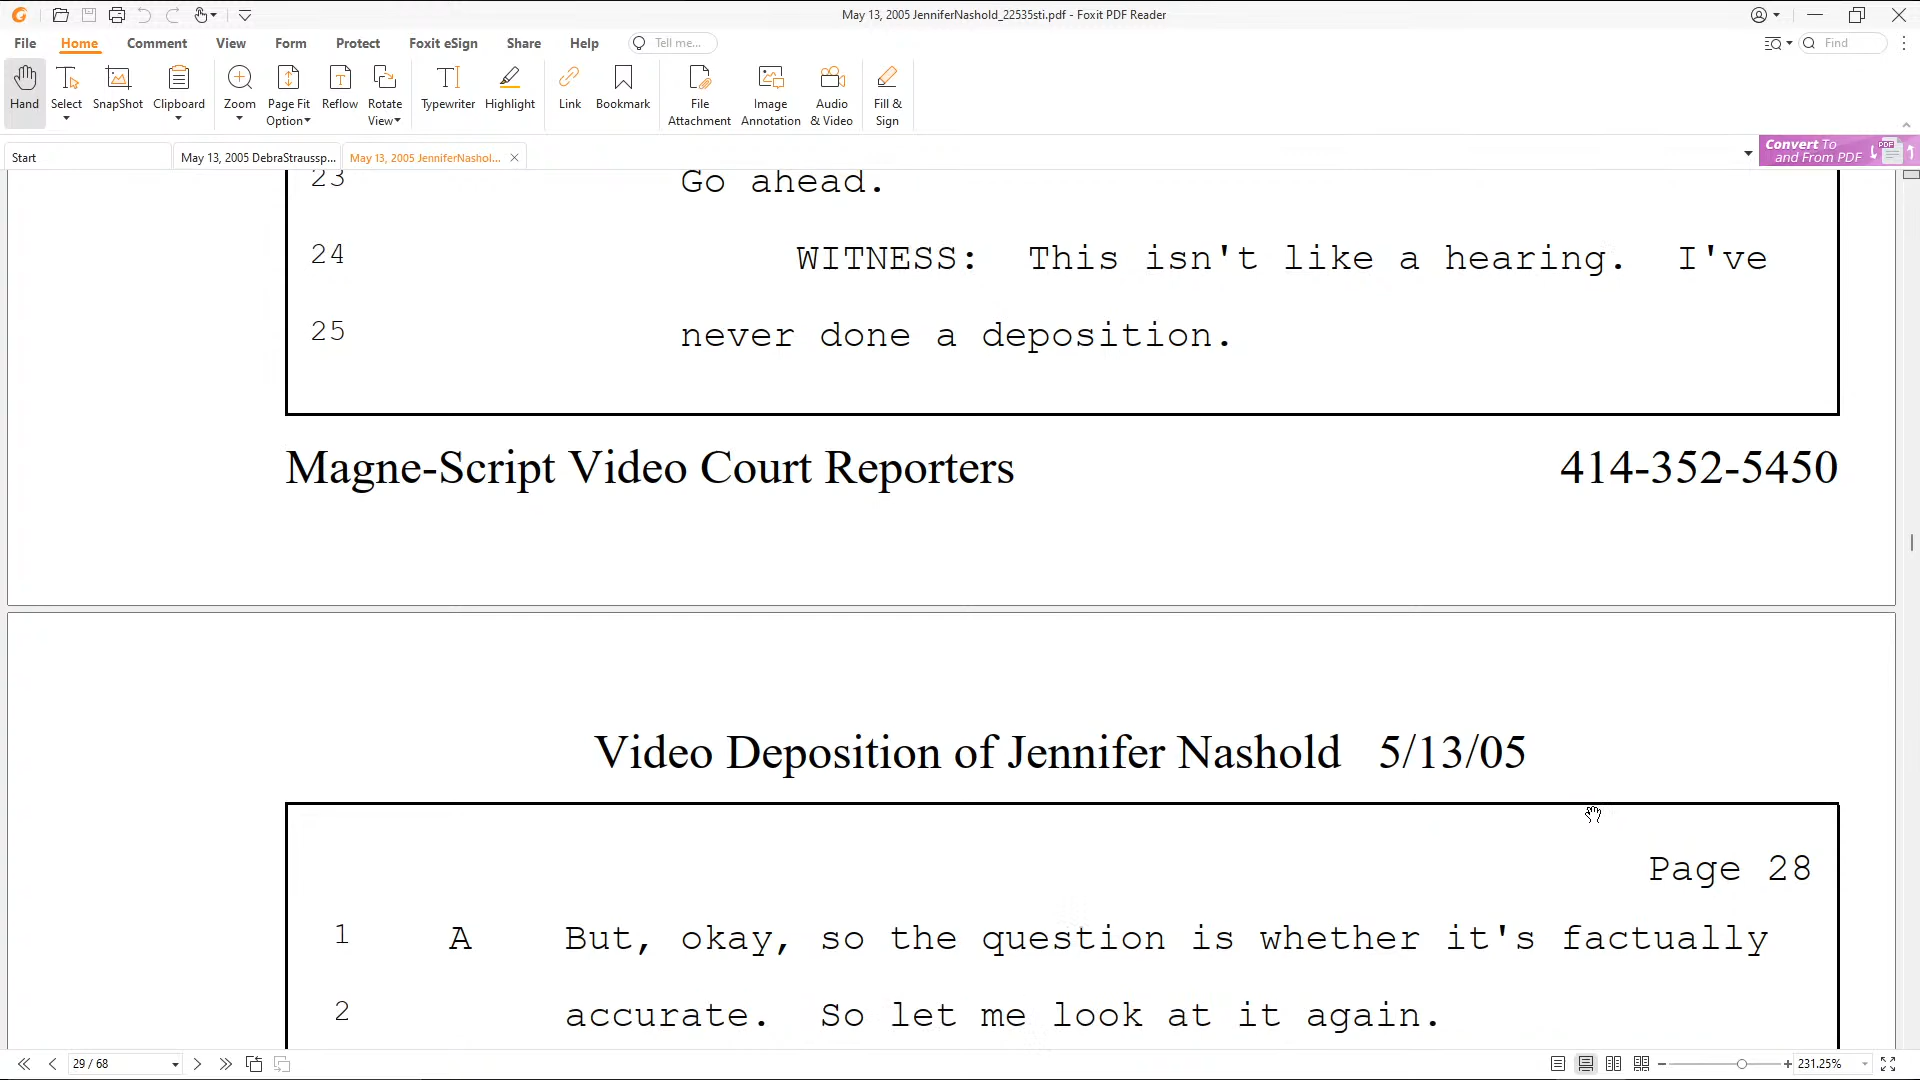 May 13, 2005 JenniferNashold_22535sti.pdf - Foxit PDF Reader
File Home Comment View Form Protect Foxit eSign Share Help Tell me... Find
Hand Select SnapShot Clipboard Zoom Page Fit Option Reflow Rotate View Typewriter Highlight Link Bookmark File Attachment Image Annotation Audio & Video Fill & Sign
Start May 13, 2005 DebraStraussp... May 13, 2005 JenniferNashol... Convert To and From PDF PDF
23 Go ahead.
24 WITNESS: This isn't like a hearing. I've
25 never done a deposition.
Magne-Script Video Court Reporters 414-352-5450
Video Deposition of Jennifer Nashold 5/13/05
Page 28
1 A But, okay, so the question is whether it's factually
2 accurate. So let me look at it again.
29 / 68 231.25%